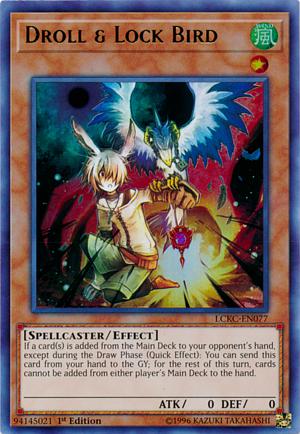 DROLL & LOCK BIRD
WIND
風
LCKC-EN077
[SPELLCASTER/EFFECT]
If a card(s) is added from the Main Deck to your opponent's hand,
except during the Draw Phase (Quick Effect): You can send this
card from your hand to the GY; for the rest of this turn, cards
cannot be added from either player's Main Deck to the hand.
ATK/ 0 DEF/ 0
94145021 1st Edition ©1996 KAZUKI TAKAHASHI